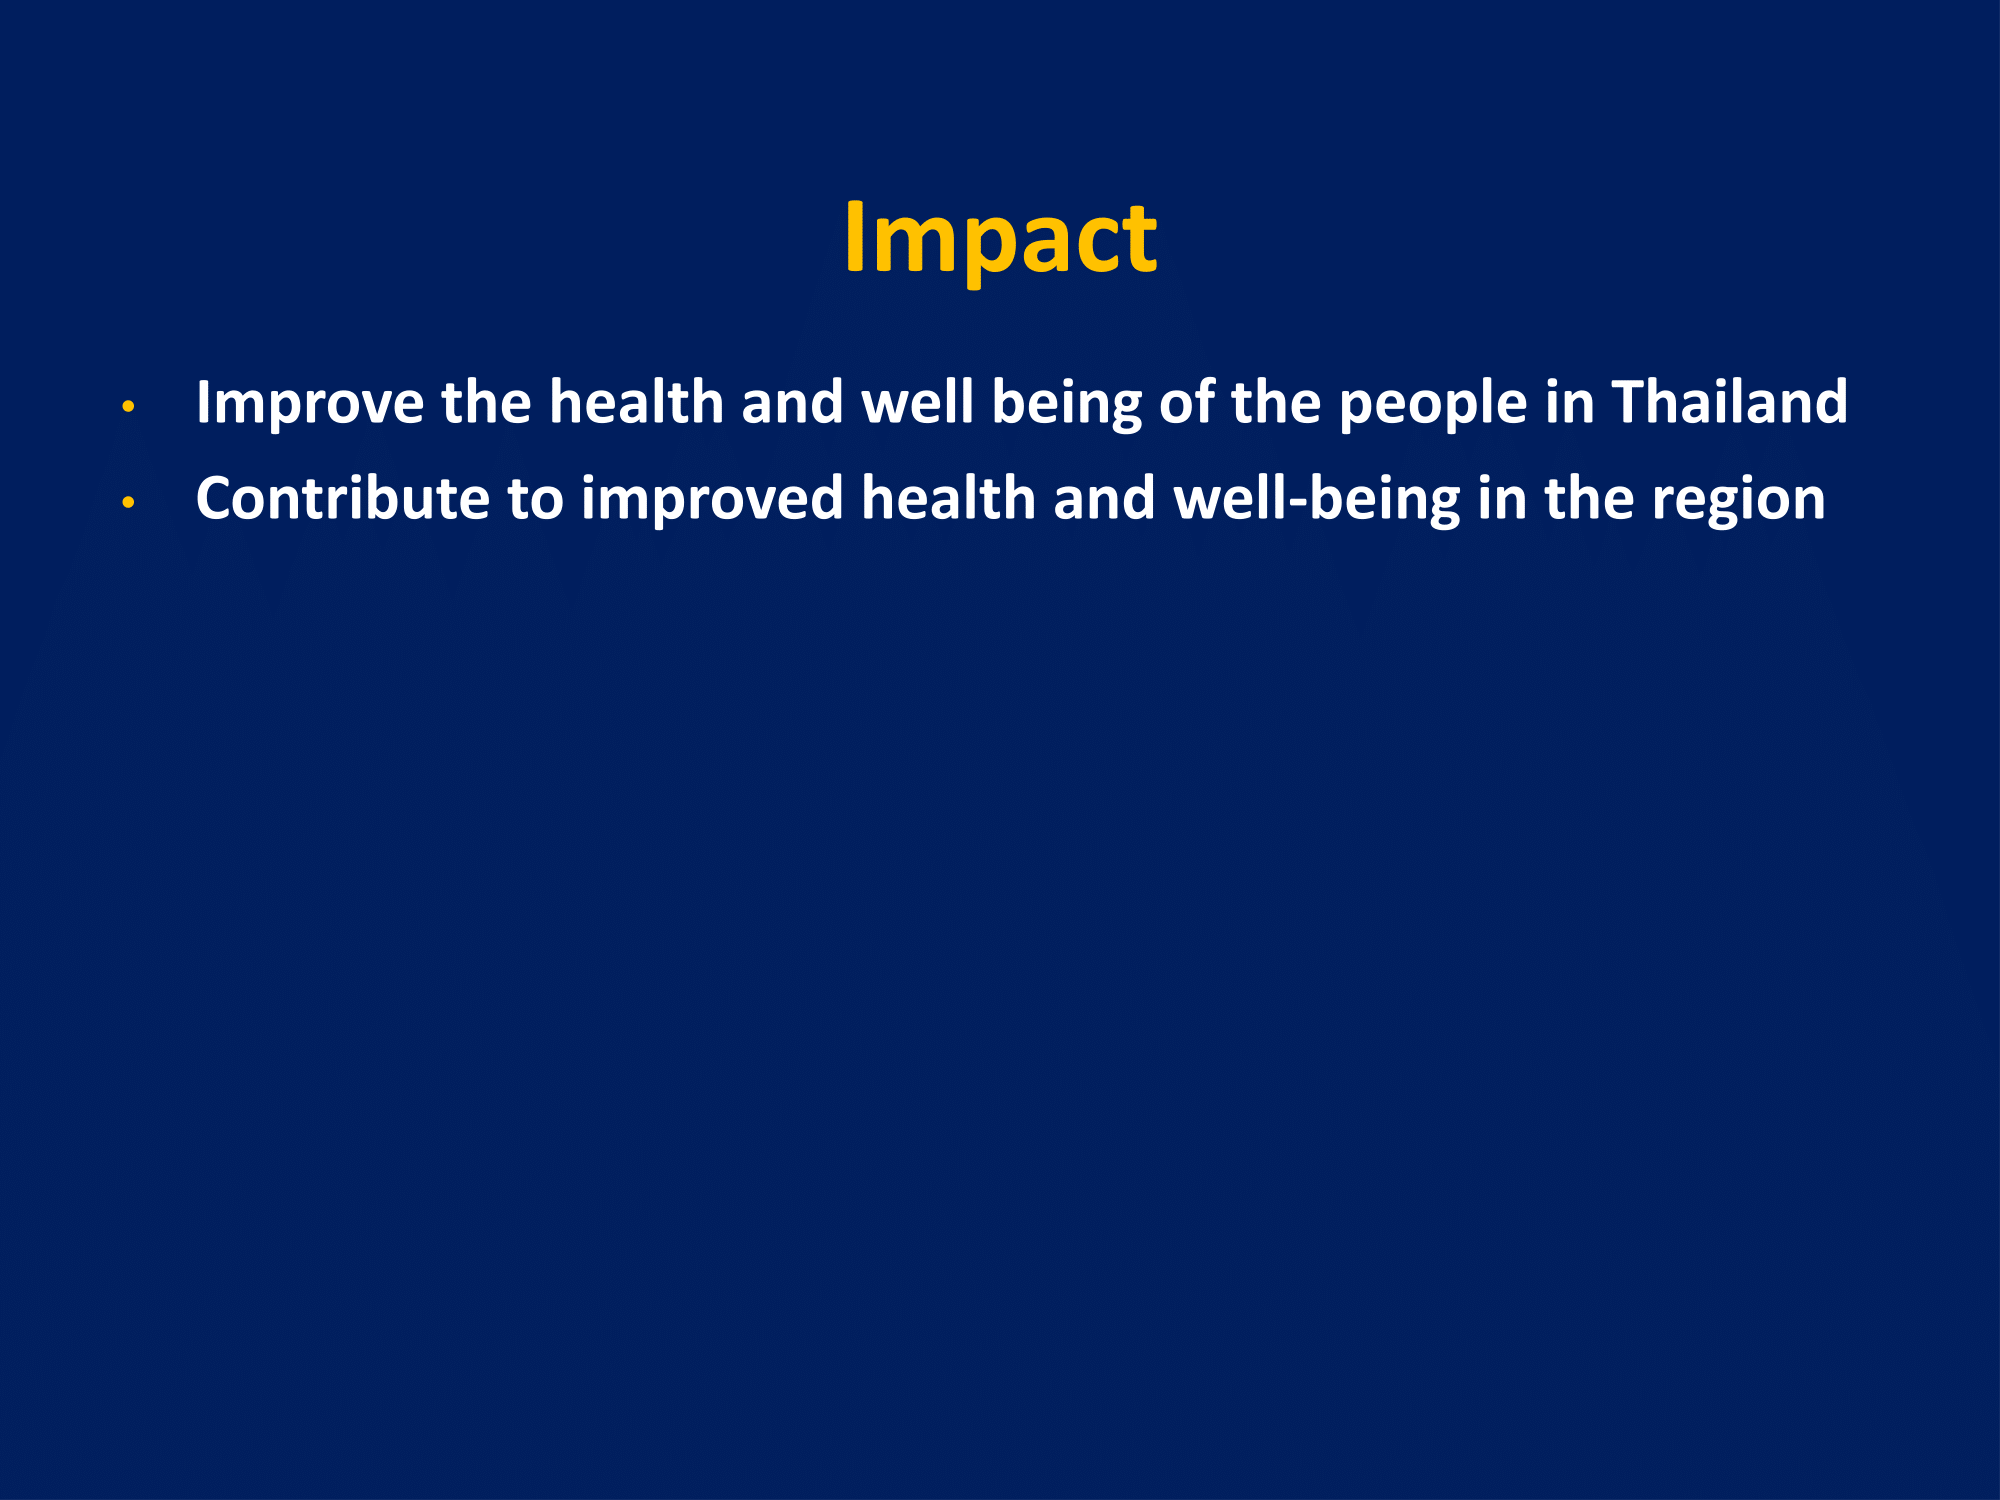 Impact
• Improve the health and well being of the people in Thailand
• Contribute to improved health and well-being in the region